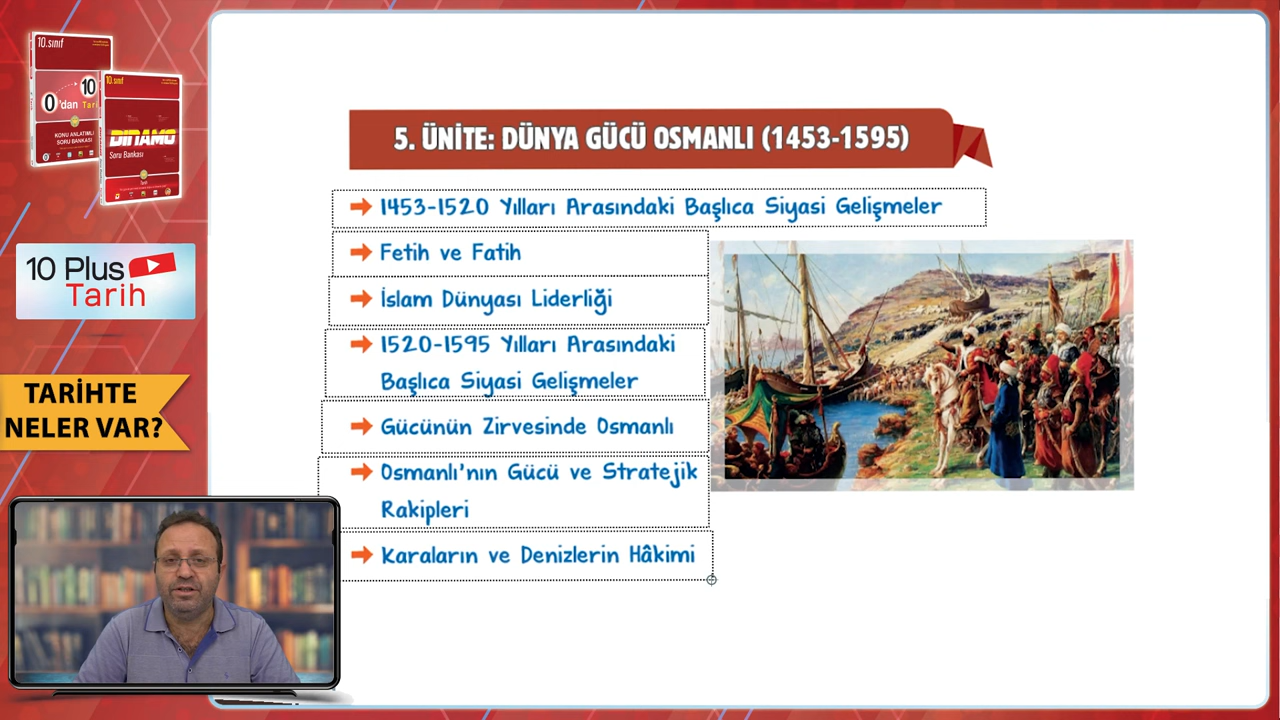 10.sınıf
0'dan 10
KONU ANLATIMLI
SORU BANKASI
10.sınıf
DINAMO
Soru Bankası
Tarih
10 Plus
Tarih
TARİHTE
NELER VAR?
5. ÜNİTE: DÜNYA GÜCÜ OSMANLI (1453-1595)
1453-1520 Yılları Arasındaki Başlıca Siyasi Gelişmeler
Fetih ve Fatih
İslam Dünyası Liderliği
1520-1595 Yılları Arasındaki
Başlıca Siyasi Gelişmeler
Gücünün Zirvesinde Osmanlı
Osmanlı'nın Gücü ve Stratejik
Rakipleri
Karaların ve Denizlerin Hâkimi